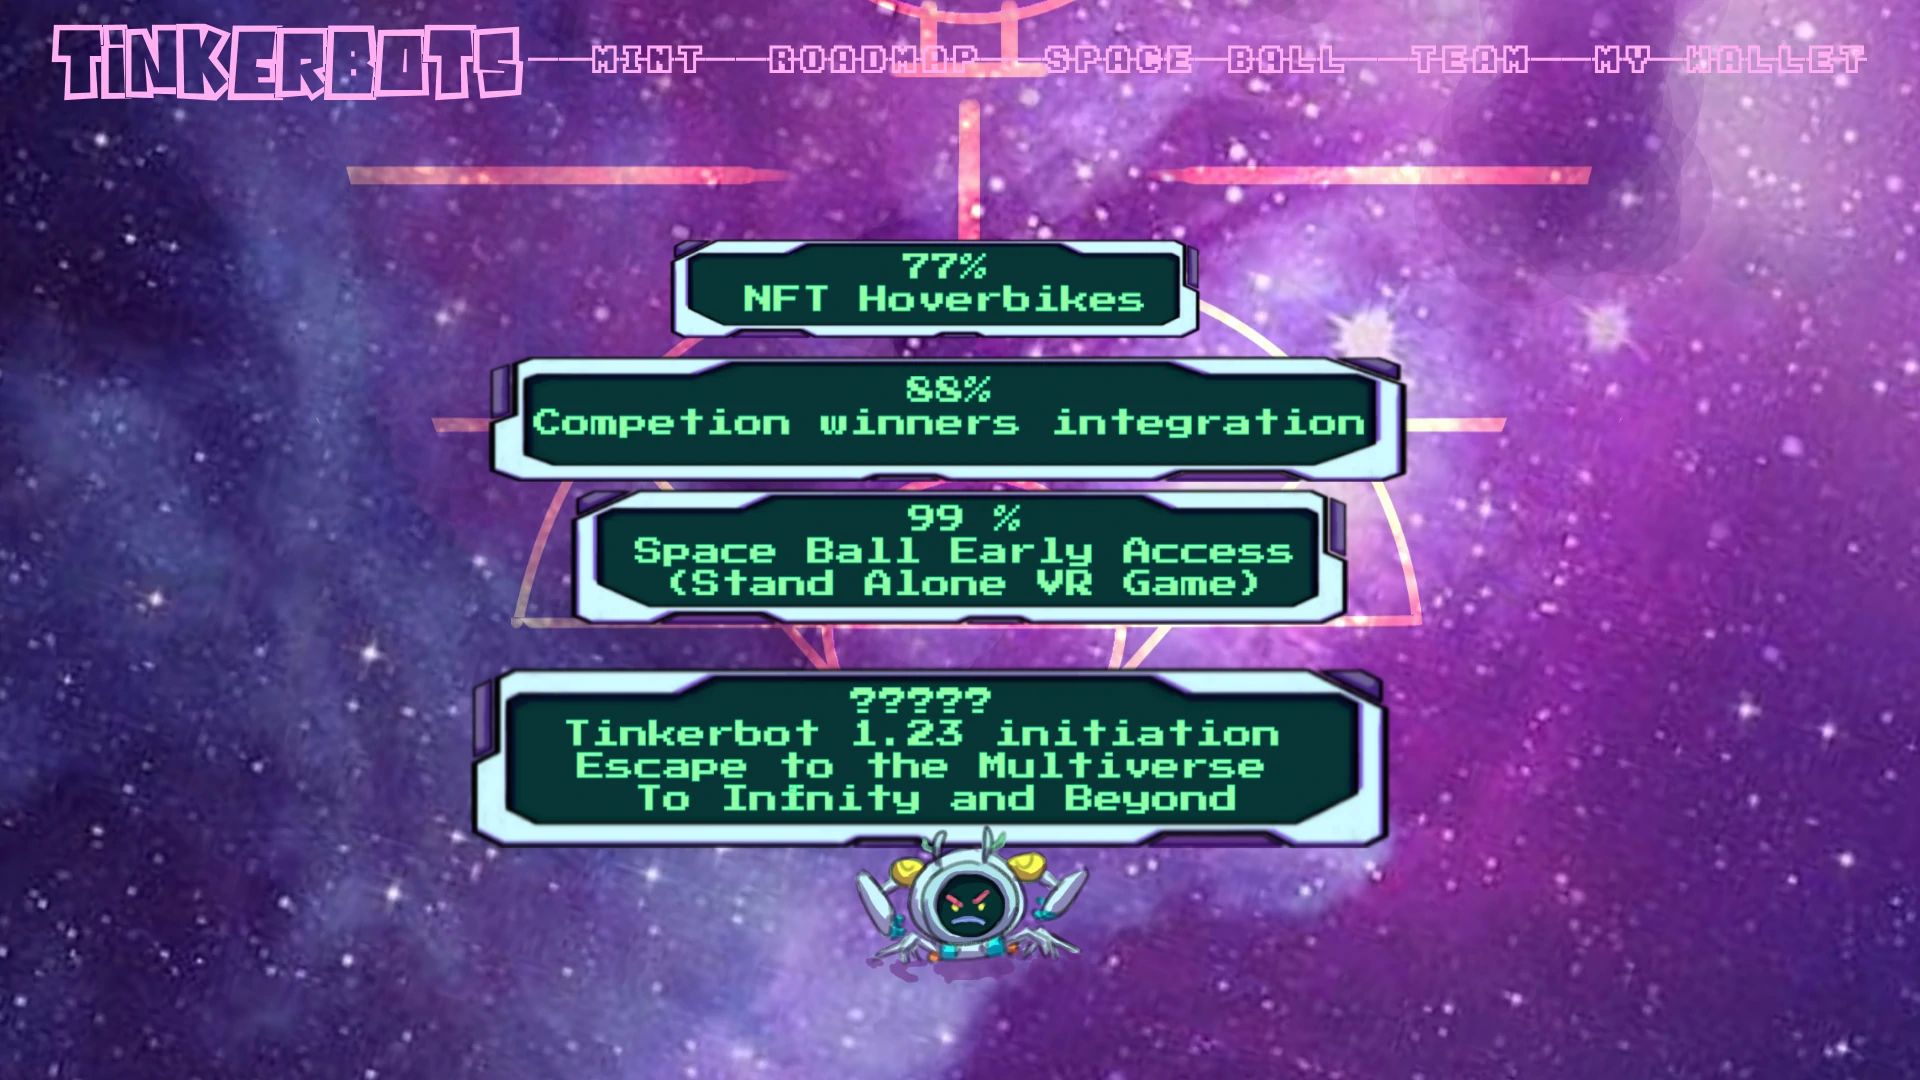 TiNKERBOTS
MINT ROADMAP SPACE BALL TEAM MY WALLET
77%
NFT Hoverbikes
88%
Competion winners integration
99 %
Space Ball Early Access
(Stand Alone VR Game)
?????
Tinkerbot 1.23 initiation
Escape to the Multiverse
To Infnity and Beyond